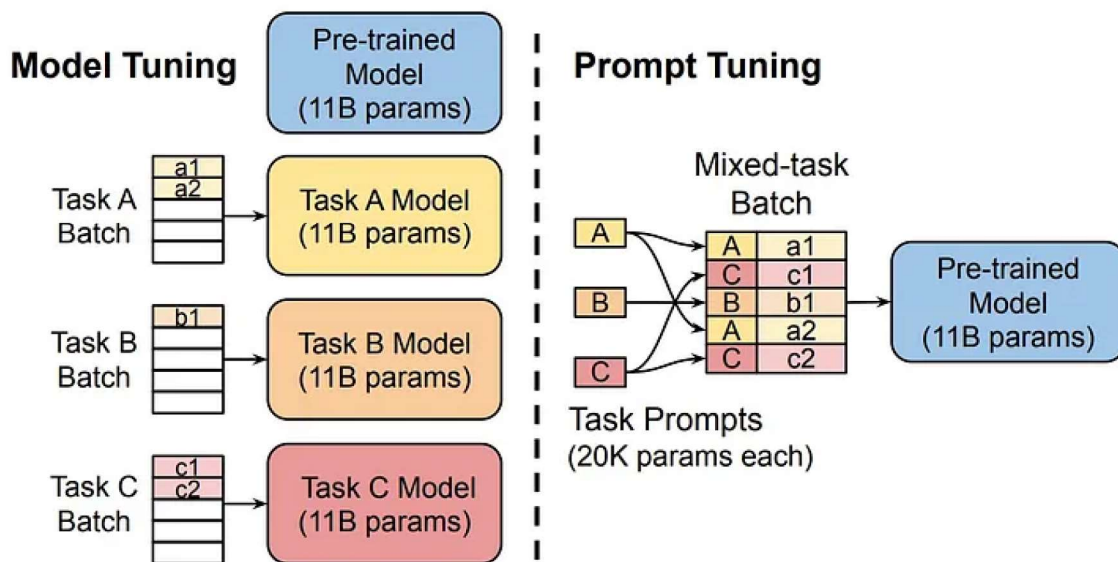 Model Tuning
Pre-trained
Model
(11B params)
Task A
Batch
a1
a2
Task A Model
(11B params)
Task B
Batch
b1
Task B Model
(11B params)
Task C
Batch
c1
c2
Task C Model
(11B params)
Prompt Tuning
Mixed-task
Batch
A
B
C
A a1
C c1
B b1
A a2
C c2
Task Prompts
(20K params each)
Pre-trained
Model
(11B params)